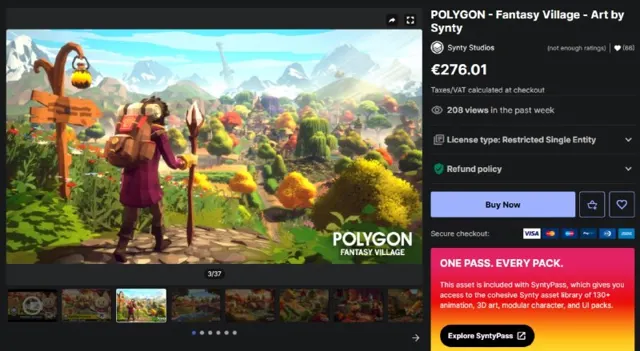 POLYGON - Fantasy Village - Art by
Synty
Synty Studios
(not enough ratings)
(86)
€276.01
Taxes/VAT calculated at checkout
208 views in the past week
License type: Restricted Single Entity
Refund policy
Buy Now
Secure checkout:
VISA
POLYGON
FANTASY VILLAGE
3/37
ONE PASS. EVERY PACK.
This asset is included with SyntyPass, which gives you
access to the cohesive Synty asset library of 130+
animation, 3D art, modular character, and UI packs.
Explore SyntyPass